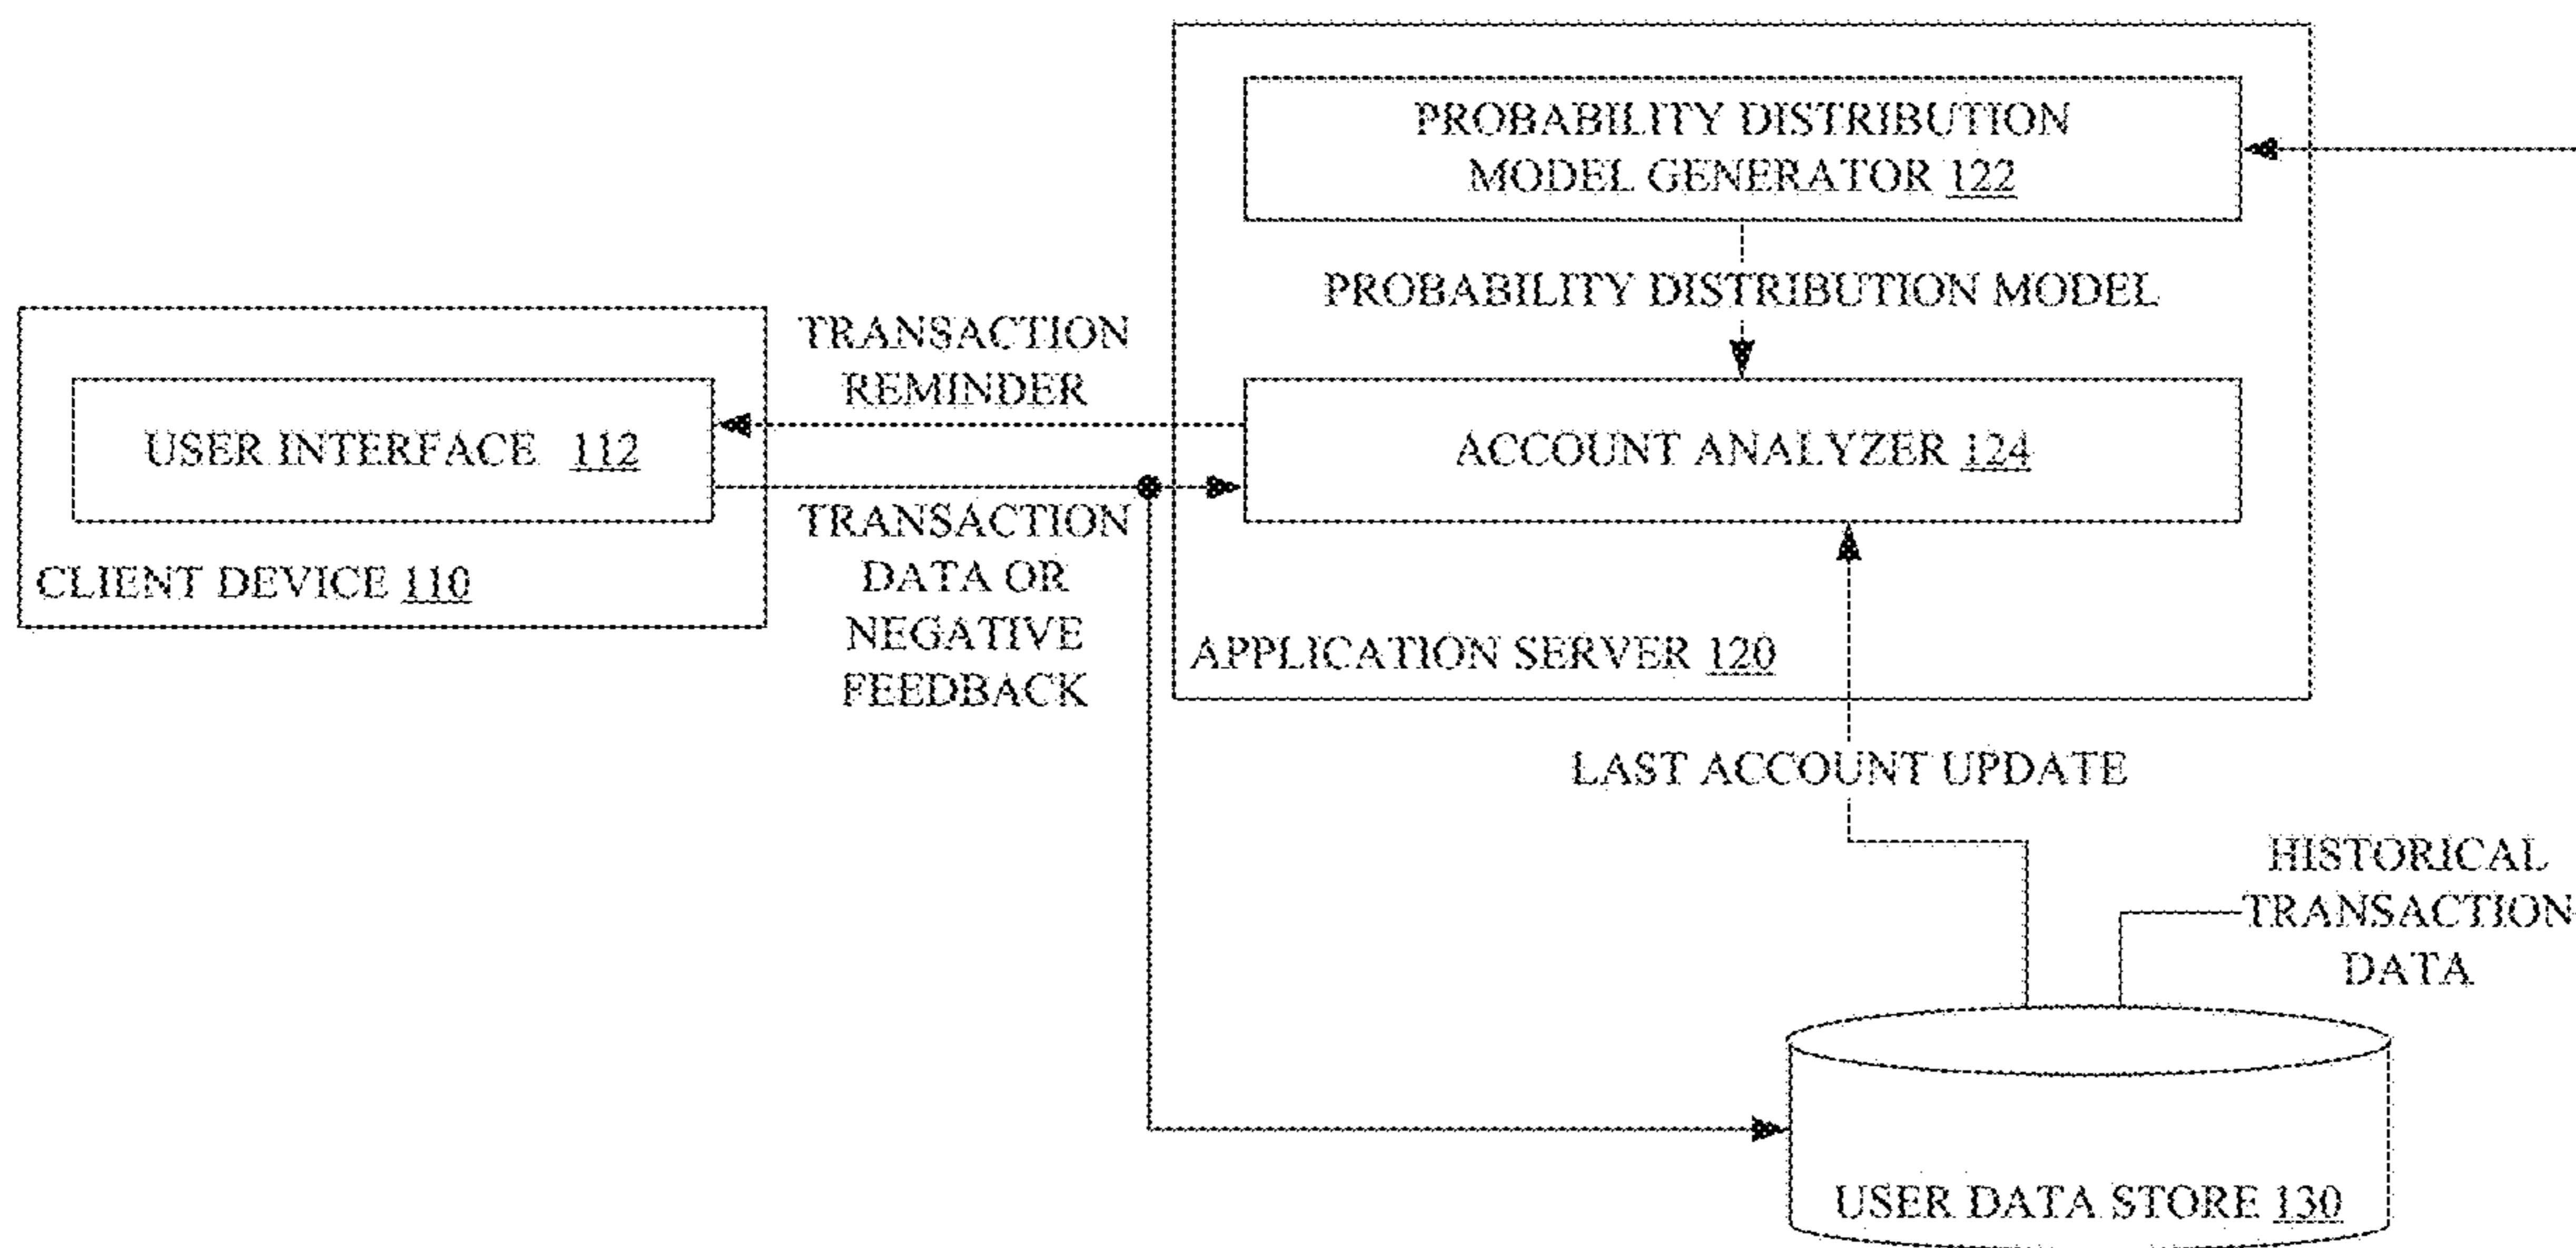 PROBABILITY DISTRIBUTION
MODEL GENERATOR 122
PROBABILITY DISTRIBUTION MODEL
TRANSACTION
REMINDER
USER INTERFACE 112
ACCOUNT ANALYZER 124
TRANSACTION
DATA OR
NEGATIVE
FEEDBACK
CLIENT DEVICE 110
APPLICATION SERVER 120
LAST ACCOUNT UPDATE
HISTORICAL
TRANSACTION
DATA
USER DATA STORE 130